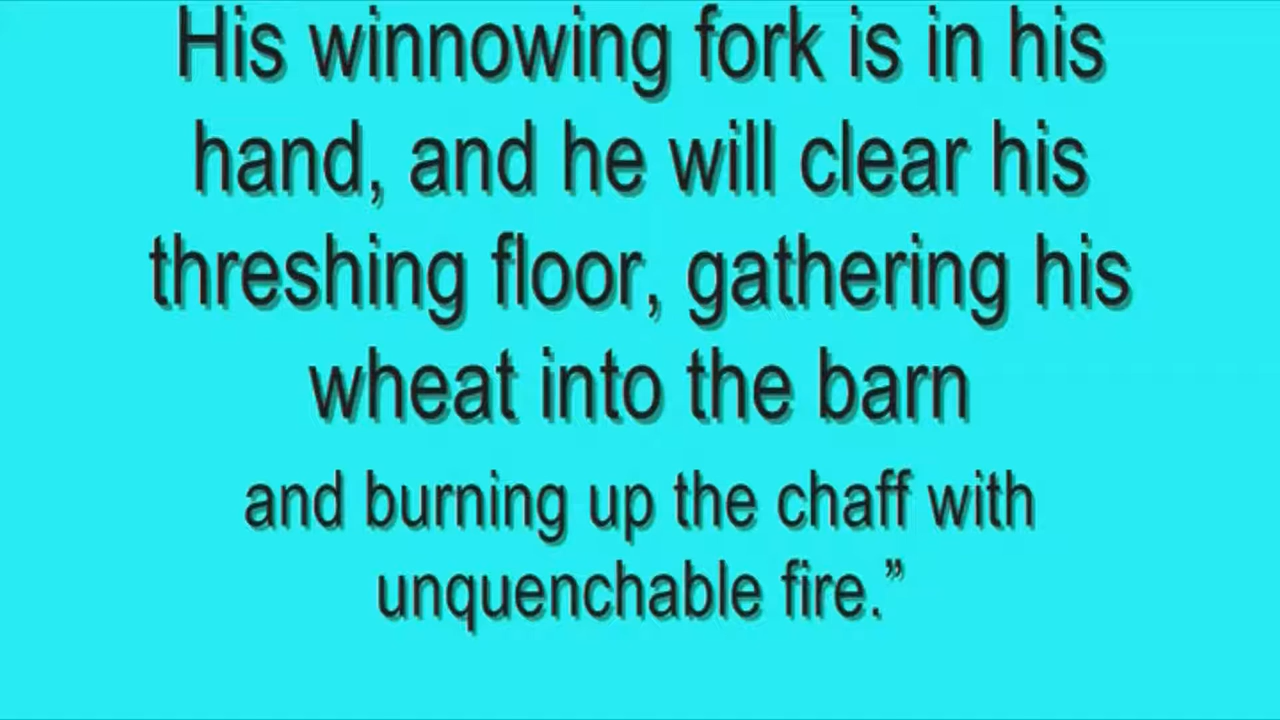 His winnowing fork is in his
hand, and he will clear his
threshing floor, gathering his
wheat into the barn
and burning up the chaff with
unquenchable fire.”